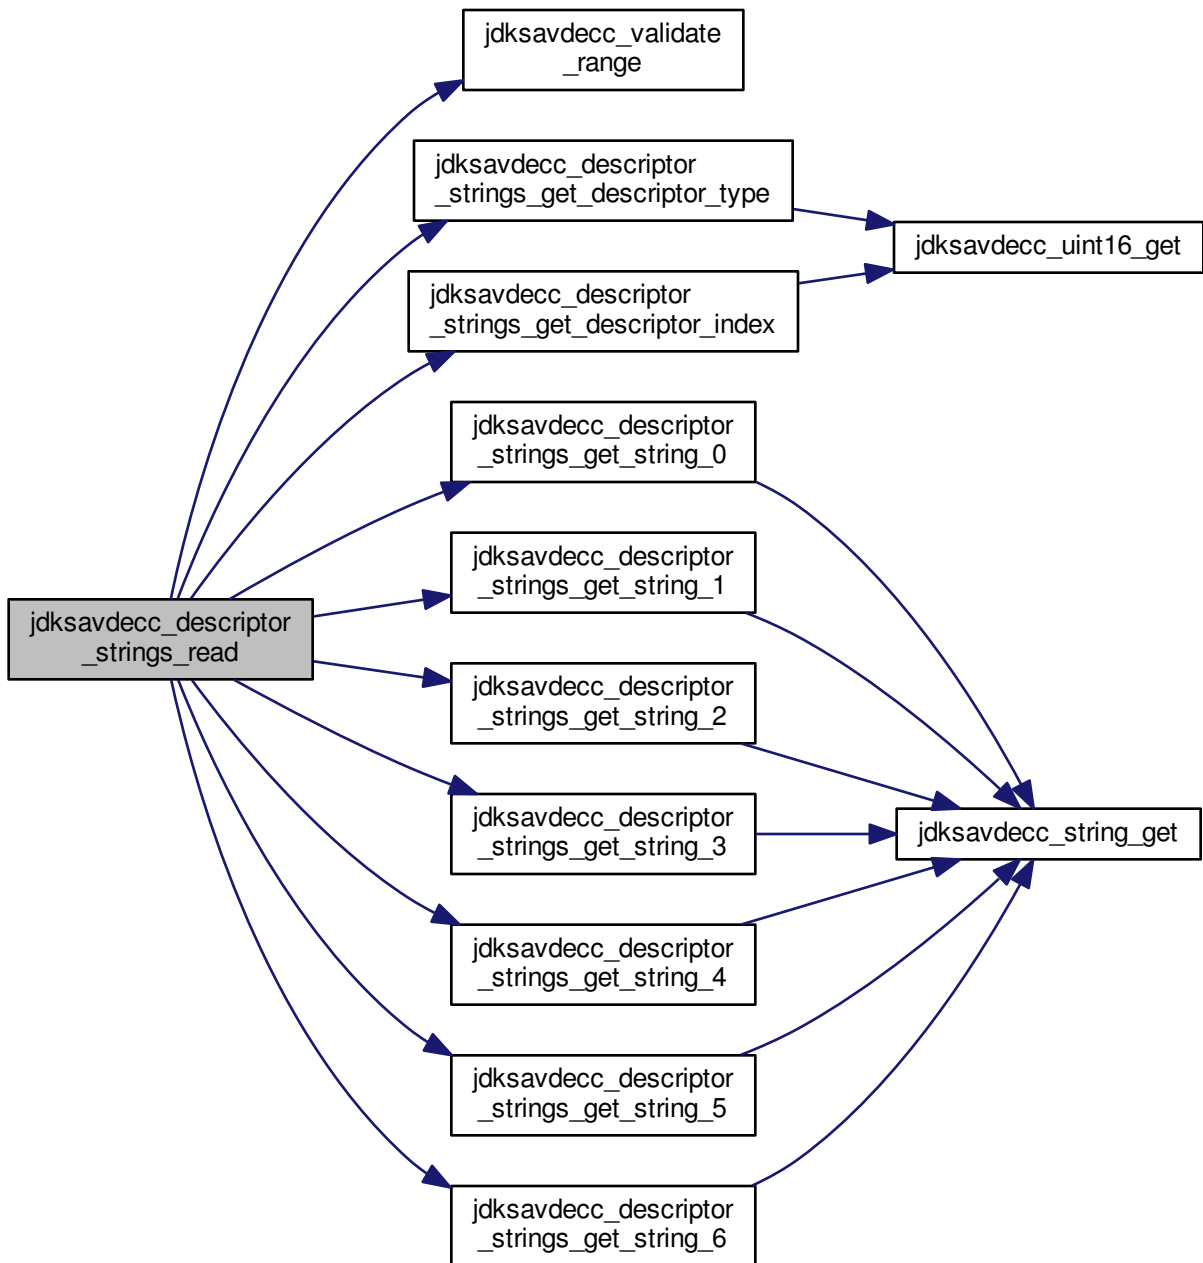 jdksavdecc_validate
_range
jdksavdecc_descriptor
_strings_get_descriptor_type
jdksavdecc_uint16_get
jdksavdecc_descriptor
_strings_get_descriptor_index
jdksavdecc_descriptor
_strings_get_string_0
jdksavdecc_descriptor
_strings_get_string_1
jdksavdecc_descriptor
_strings_read
jdksavdecc_descriptor
_strings_get_string_2
jdksavdecc_descriptor
_strings_get_string_3
jdksavdecc_string_get
jdksavdecc_descriptor
_strings_get_string_4
jdksavdecc_descriptor
_strings_get_string_5
jdksavdecc_descriptor
_strings_get_string_6